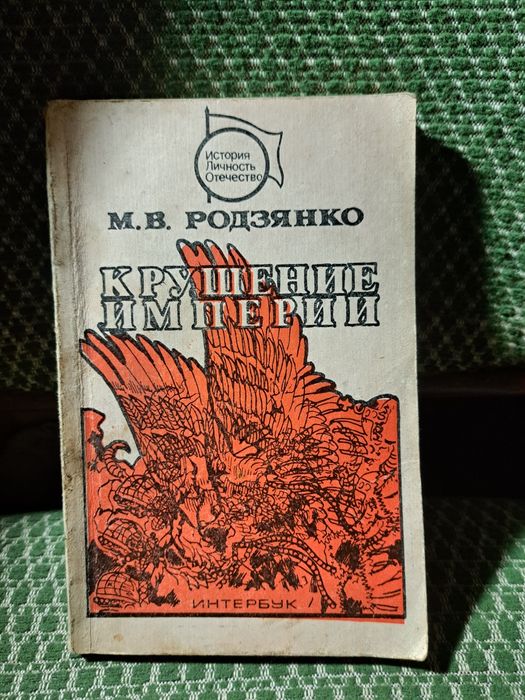 История
Личность
Отечество
М.В. РОДЗЯНКО
КРУШЕНИЕ
ИМПЕРИИ
ИНТЕРБУК